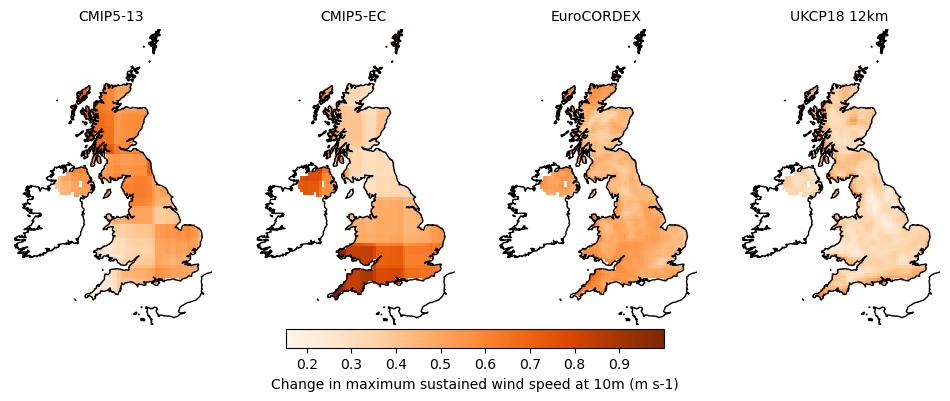 CMIP5-13 CMIP5-EC EuroCORDEX UKCP18 12km
0.2 0.3 0.4 0.5 0.6 0.7 0.8 0.9
Change in maximum sustained wind speed at 10m (m s-1)